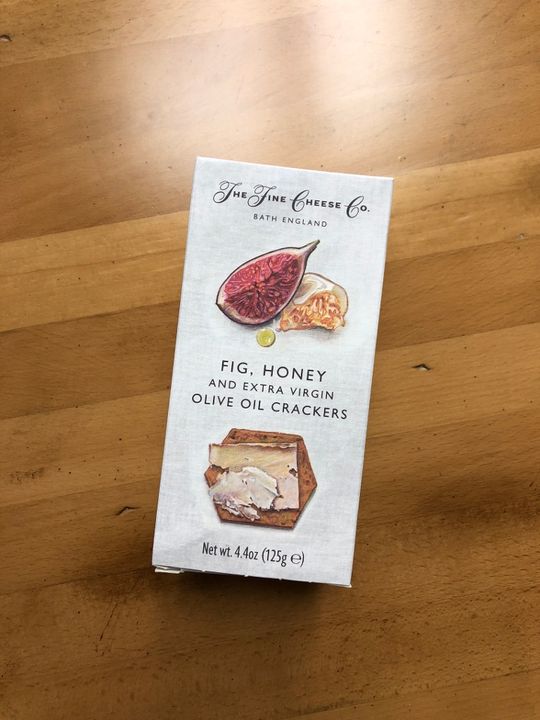 The Fine Cheese Co.
BATH ENGLAND
FIG, HONEY
AND EXTRA VIRGIN
OLIVE OIL CRACKERS
Net wt. 4.4oz (125g ℮)